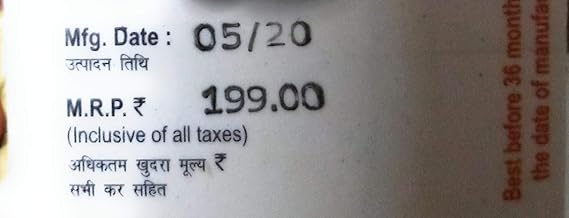 Mfg. Date : 05/20
उत्पादन तिथि
M.R.P. ₹ 199.00
(Inclusive of all taxes)
अधिकतम खुदरा मूल्य ₹
सभी कर सहित
Best before 36 month
the date of manufa